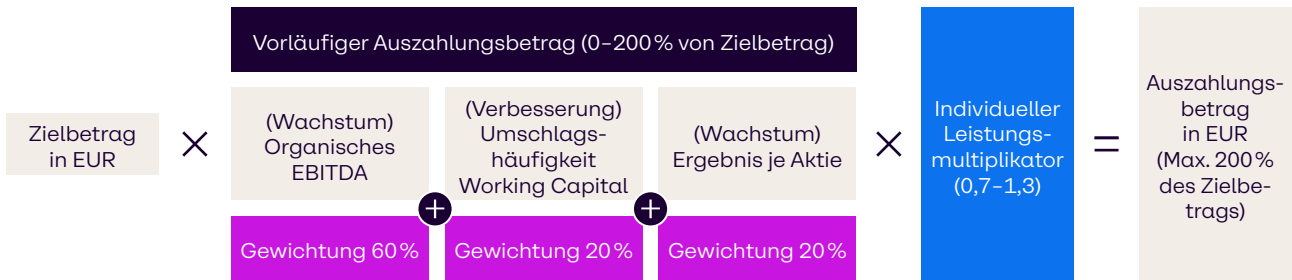 Vorläufiger Auszahlungsbetrag (0–200 % von Zielbetrag)
Zielbetrag
in EUR
×
(Wachstum)
Organisches
EBITDA
+
(Verbesserung)
Umschlags-
häufigkeit
Working Capital
+
(Wachstum)
Ergebnis je Aktie
Gewichtung 60 %
Gewichtung 20 %
Gewichtung 20 %
×
Individueller
Leistungs-
multiplikator
(0,7–1,3)
=
Auszahlungs-
betrag
in EUR
(Max. 200 %
des Zielbe-
trags)